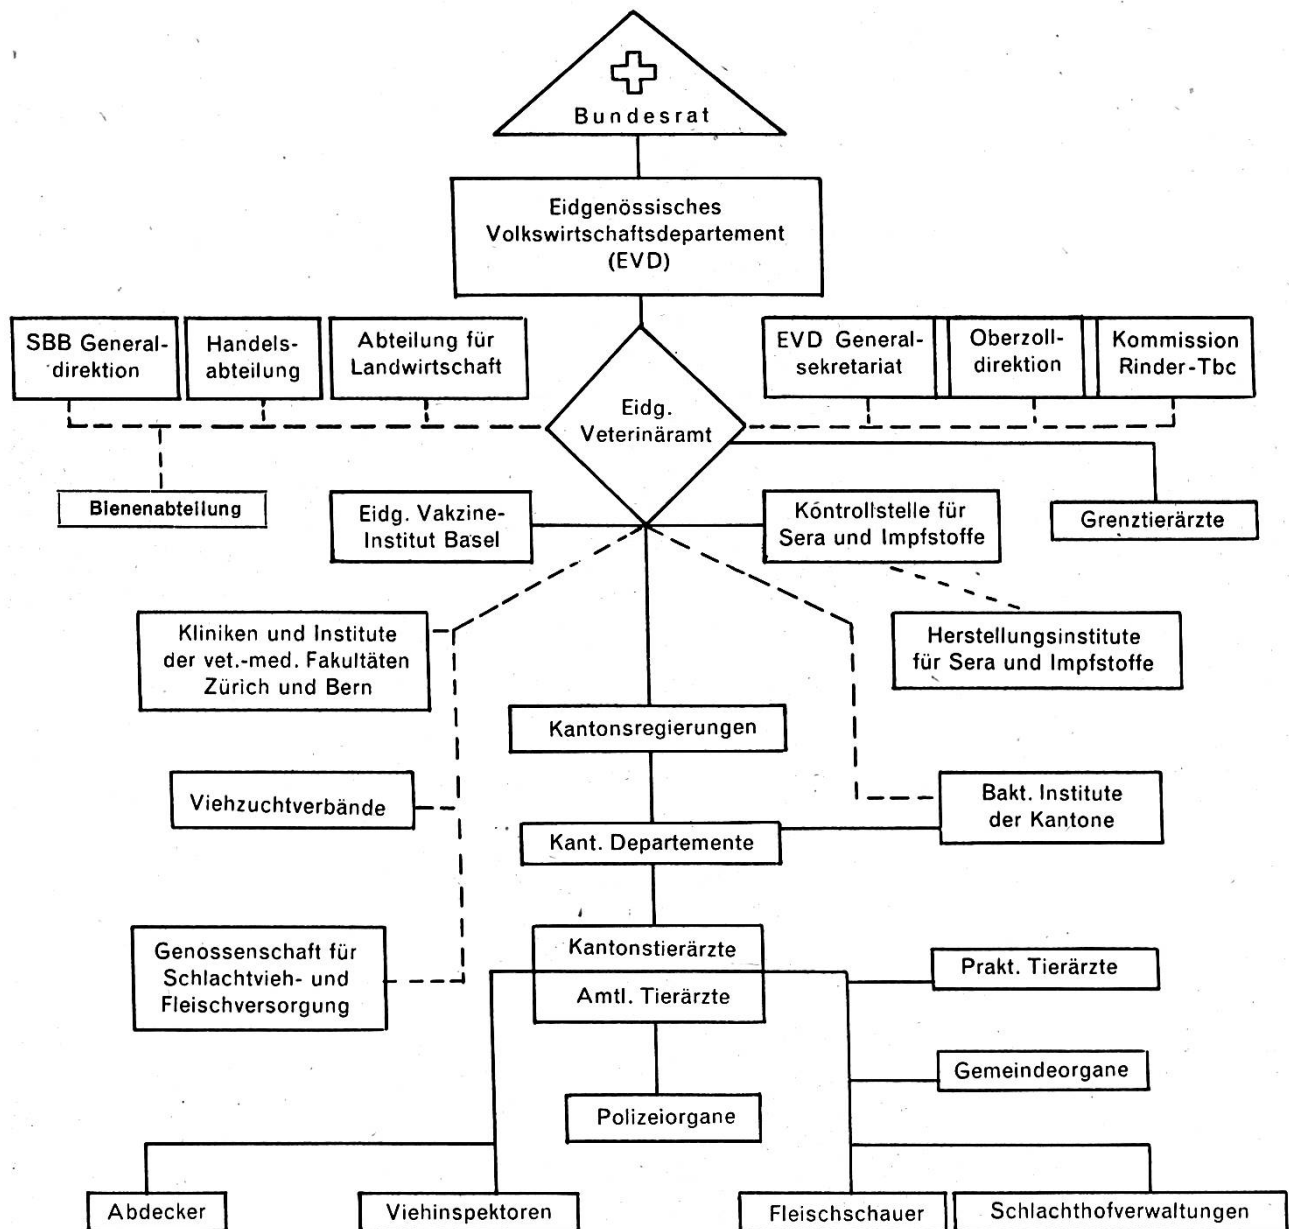 Bundesrat
Eidgenössisches
Volkswirtschaftsdepartement
(EVD)
SBB General-
direktion
Handels-
abteilung
Abteilung für
Landwirtschaft
EVD General-
sekretariat
Oberzoll-
direktion
Kommission
Rinder-Tbc
Eidg.
Veterinäramt
Bienenabteilung
Eidg. Vakzine-
Institut Basel
Kontrollstelle für
Sera und Impfstoffe
Grenztierärzte
Kliniken und Institute
der vet.-med. Fakultäten
Zürich und Bern
Herstellungsinstitute
für Sera und Impfstoffe
Kantonsregierungen
Viehzuchtverbände
Bakt. Institute
der Kantone
Kant. Departemente
Genossenschaft für
Schlachtvieh- und
Fleischversorgung
Kantonstierärzte
Amtl. Tierärzte
Prakt. Tierärzte
Gemeindeorgane
Polizeiorgane
Abdecker
Viehinspektoren
Fleischschauer
Schlachthofverwaltungen